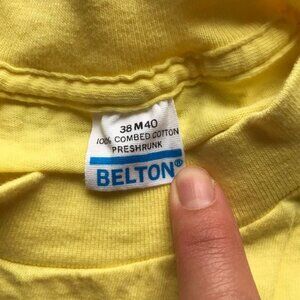 38 M 40
100% COMBED COTTON
PRESHRUNK
BELTON®